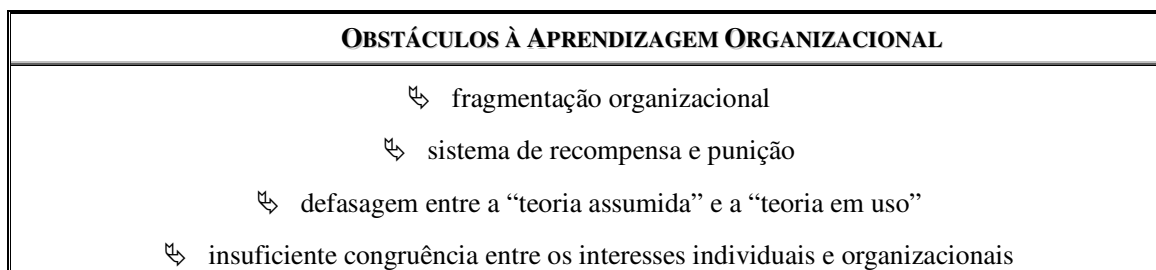 OBSTÁCULOS À APRENDIZAGEM ORGANIZACIONAL
fragmentação organizacional
sistema de recompensa e punição
defasagem entre a “teoria assumida” e a “teoria em uso”
insuficiente congruência entre os interesses individuais e organizacionais